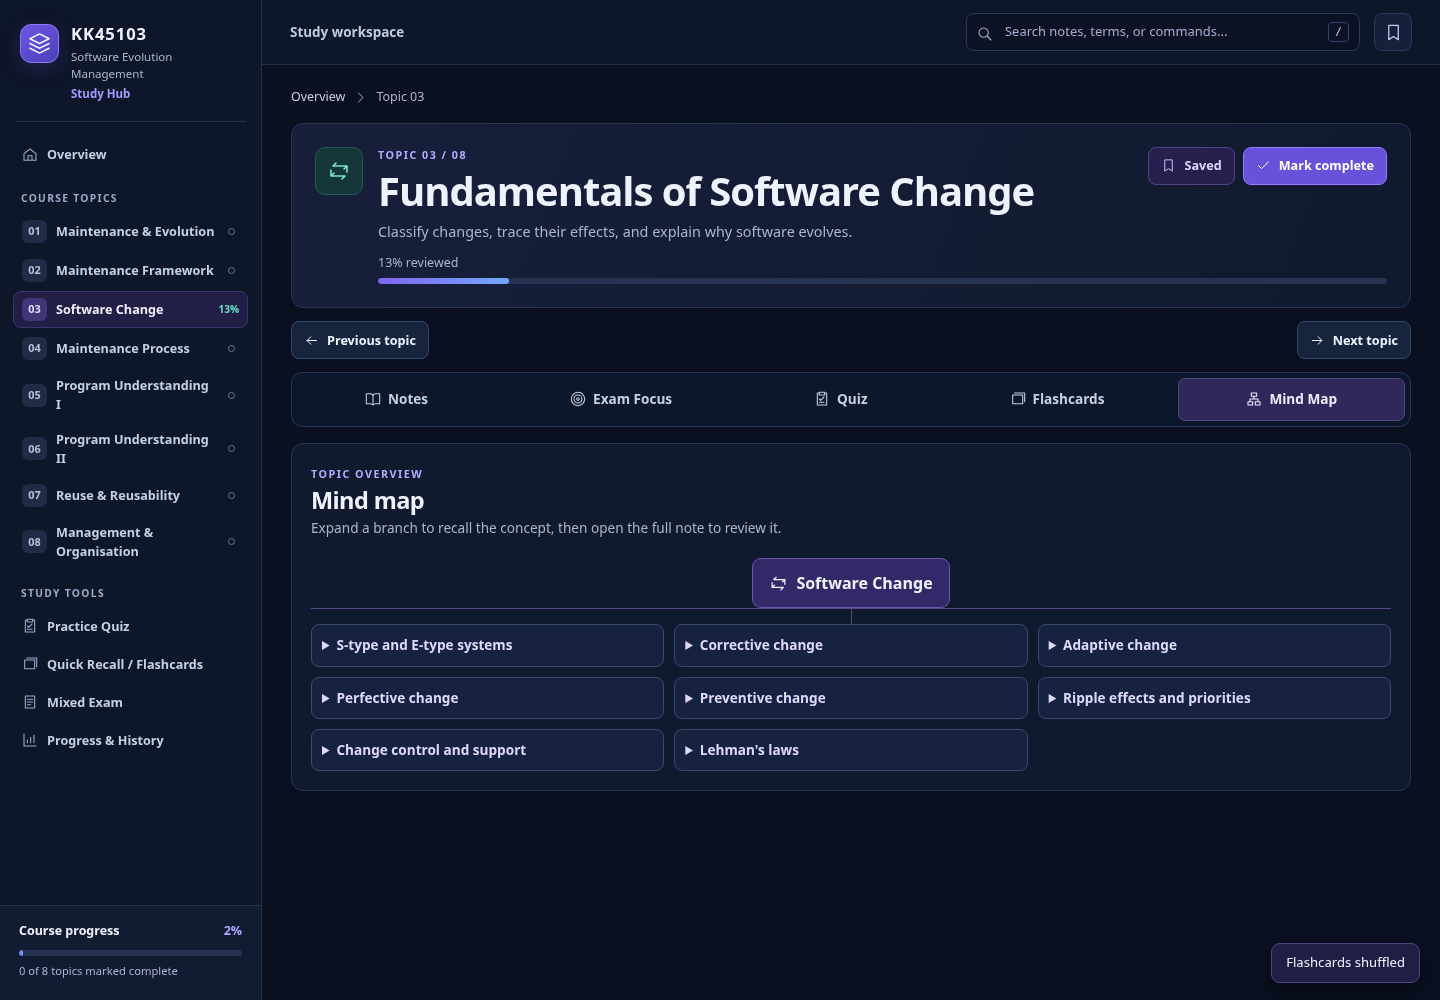 KK45103
Software Evolution
Management
Study Hub
Overview
COURSE TOPICS
01 Maintenance & Evolution
02 Maintenance Framework
03 Software Change 13%
04 Maintenance Process
05 Program Understanding
I
06 Program Understanding
II
07 Reuse & Reusability
08 Management &
Organisation
STUDY TOOLS
Practice Quiz
Quick Recall / Flashcards
Mixed Exam
Progress & History
Course progress 2%
0 of 8 topics marked complete
Study workspace
Search notes, terms, or commands... /
Overview Topic 03
TOPIC 03 / 08
Fundamentals of Software Change
Classify changes, trace their effects, and explain why software evolves.
13% reviewed
Saved Mark complete
Previous topic Next topic
Notes Exam Focus Quiz Flashcards Mind Map
TOPIC OVERVIEW
Mind map
Expand a branch to recall the concept, then open the full note to review it.
Software Change
S-type and E-type systems Corrective change Adaptive change
Perfective change Preventive change Ripple effects and priorities
Change control and support Lehman's laws
Flashcards shuffled